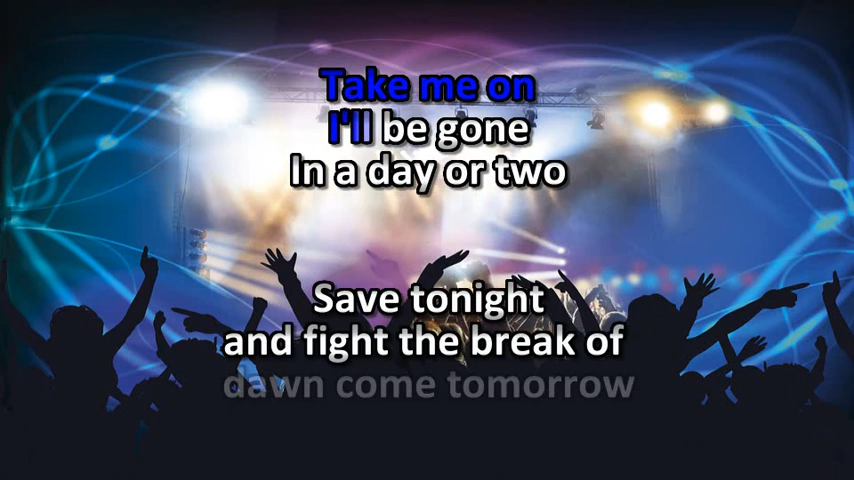 Take me on
I'll be gone
In a day or two
Save tonight
and fight the break of
dawn come tomorrow